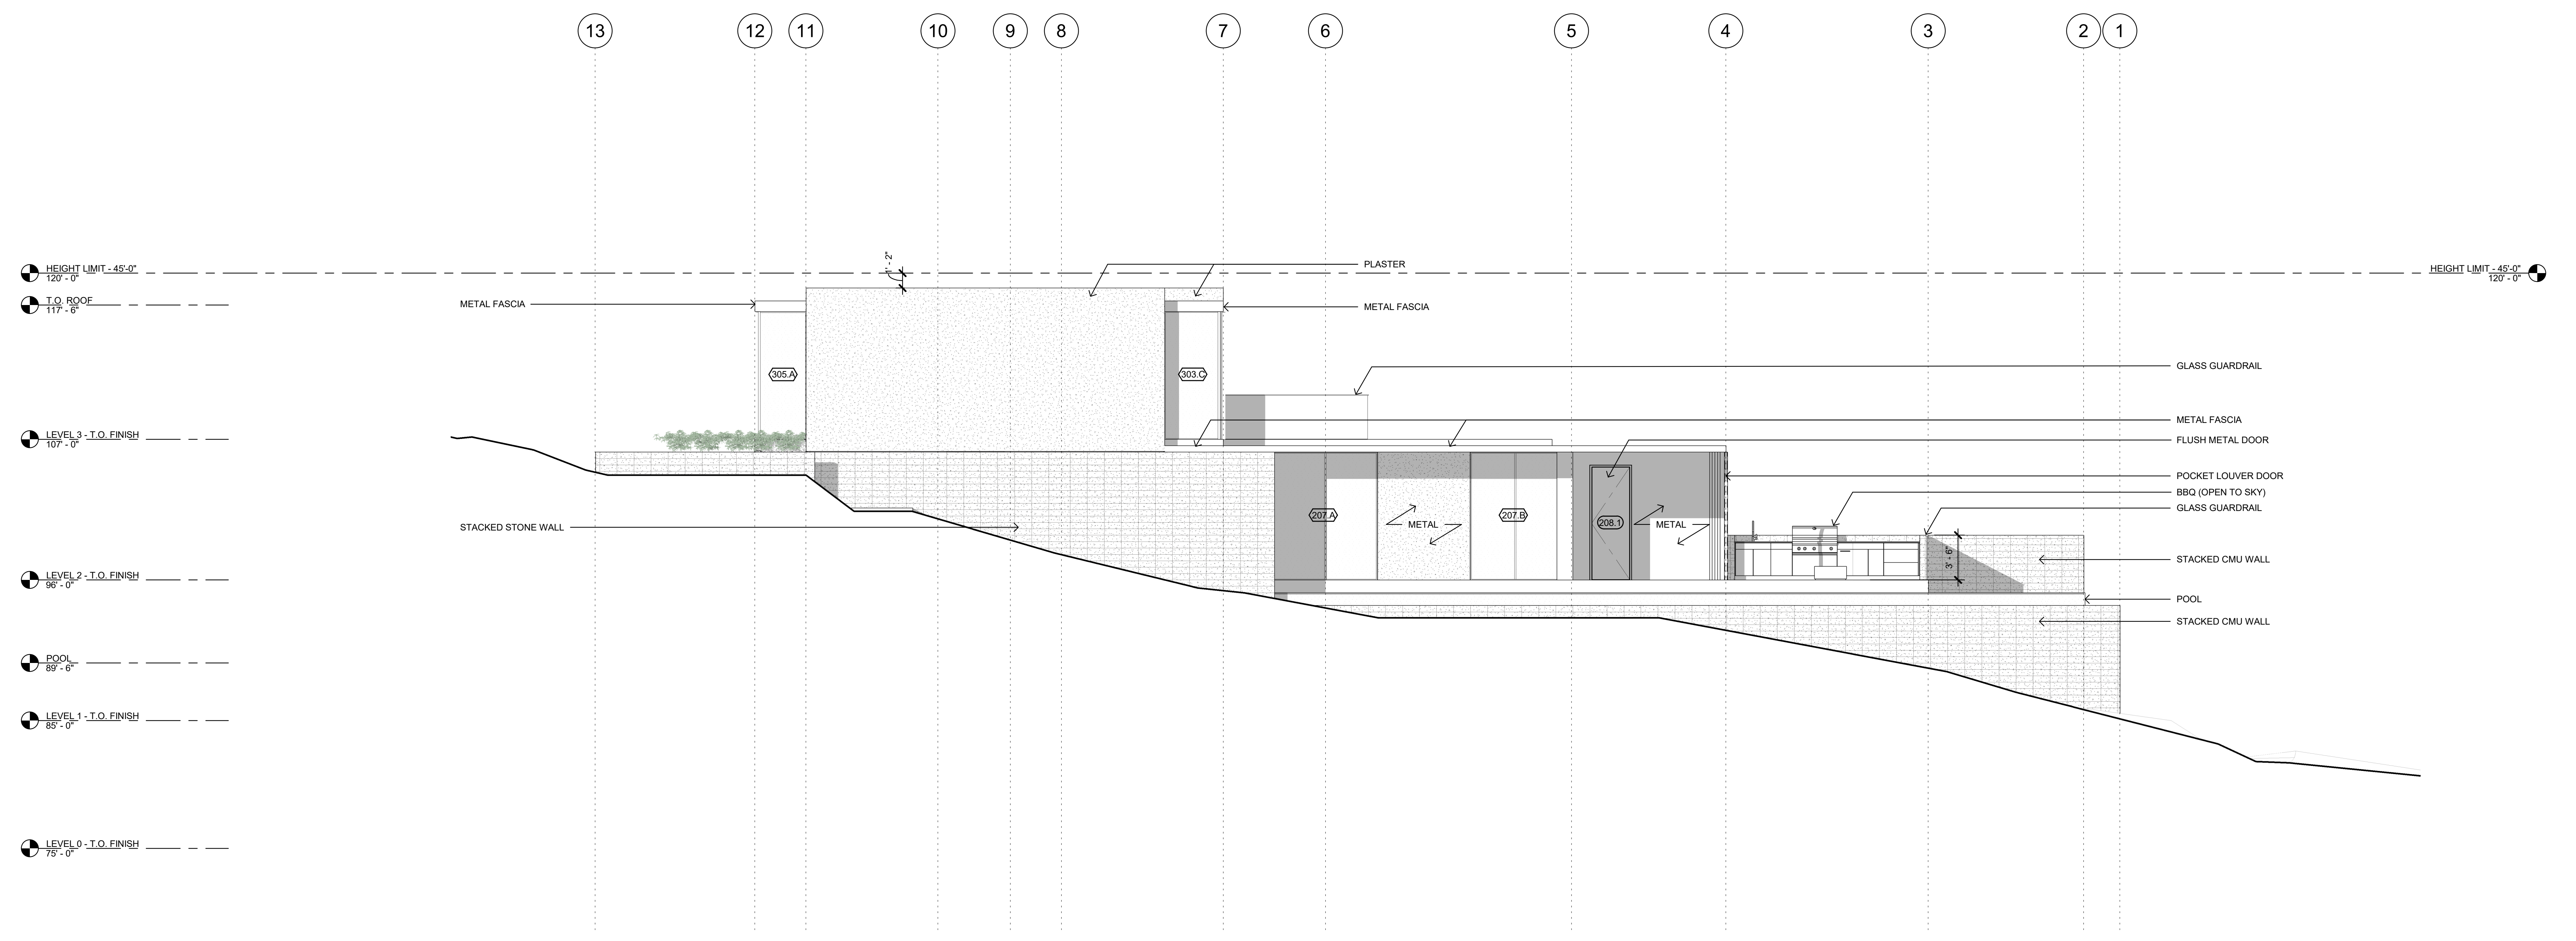 13 12 11 10 9 8 7 6 5 4 3 2 1
1' - 2"
PLASTER
HEIGHT LIMIT - 45'-0"
120' - 0"
HEIGHT LIMIT - 45'-0"
120' - 0"
T.O. ROOF
117' - 6"
METAL FASCIA
METAL FASCIA
GLASS GUARDRAIL
305.A
303.C
METAL FASCIA
LEVEL 3 - T.O. FINISH
107' - 0"
FLUSH METAL DOOR
POCKET LOUVER DOOR
BBQ (OPEN TO SKY)
GLASS GUARDRAIL
207.A
207.B
208.1
METAL
METAL
STACKED STONE WALL
3' - 6"
STACKED CMU WALL
LEVEL 2 - T.O. FINISH
96' - 0"
POOL
STACKED CMU WALL
POOL
89' - 6"
LEVEL 1 - T.O. FINISH
85' - 0"
LEVEL 0 - T.O. FINISH
75' - 0"